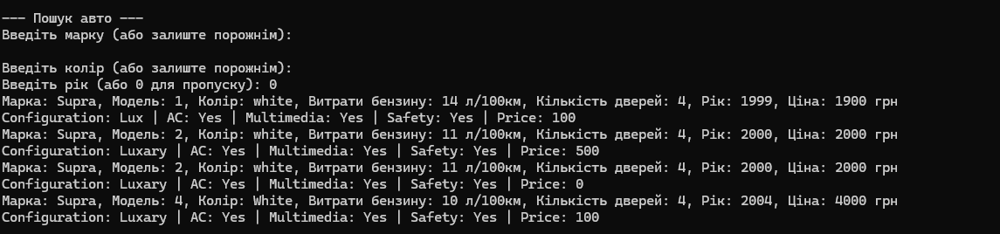 --- Пошук авто ---
Введіть марку (або залиште порожнім):
Введіть колір (або залиште порожнім):
Введіть рік (або 0 для пропуску): 0
Марка: Supra, Модель: 1, Колір: white, Витрати бензину: 14 л/100км, Кількість дверей: 4, Рік: 1999, Ціна: 1900 грн
Configuration: Lux | AC: Yes | Multimedia: Yes | Safety: Yes | Price: 100
Марка: Supra, Модель: 2, Колір: white, Витрати бензину: 11 л/100км, Кількість дверей: 4, Рік: 2000, Ціна: 2000 грн
Configuration: Luxary | AC: Yes | Multimedia: Yes | Safety: Yes | Price: 500
Марка: Supra, Модель: 2, Колір: white, Витрати бензину: 11 л/100км, Кількість дверей: 4, Рік: 2000, Ціна: 2000 грн
Configuration: Luxary | AC: Yes | Multimedia: Yes | Safety: Yes | Price: 0
Марка: Supra, Модель: 4, Колір: White, Витрати бензину: 10 л/100км, Кількість дверей: 4, Рік: 2004, Ціна: 4000 грн
Configuration: Luxary | AC: Yes | Multimedia: Yes | Safety: Yes | Price: 100